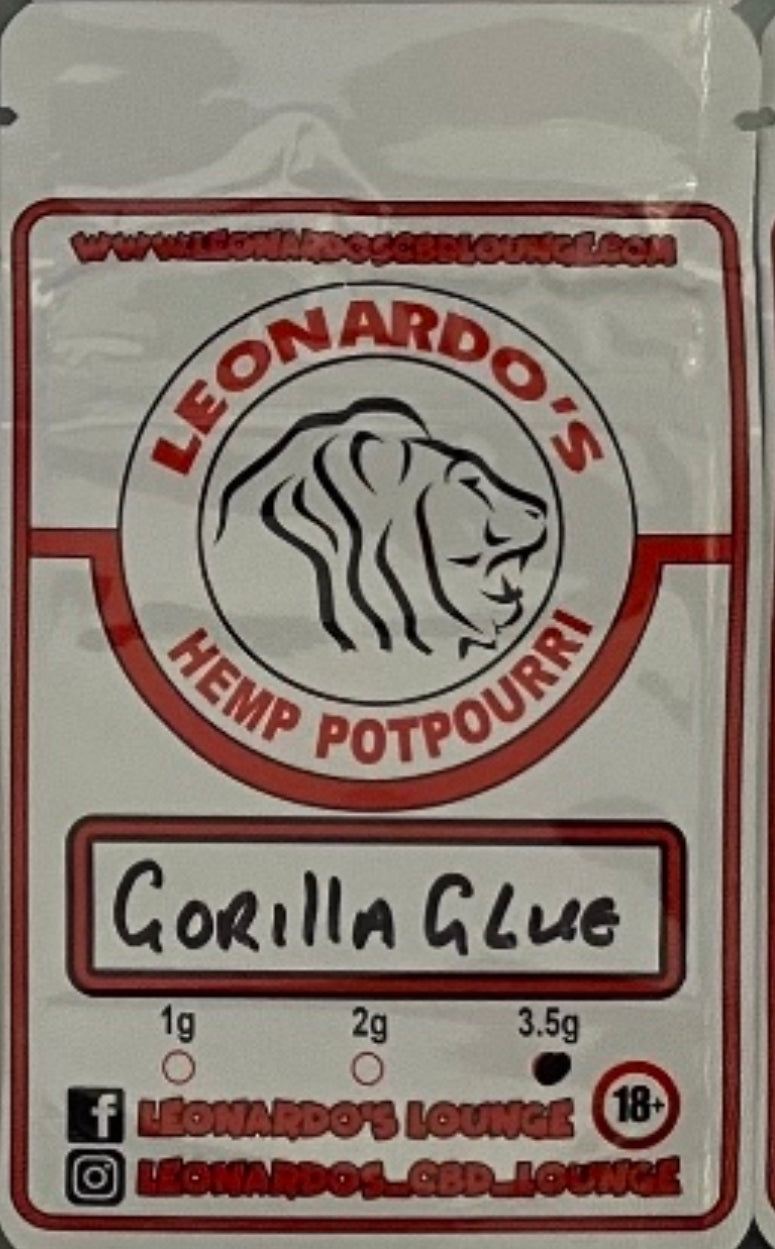 WWW.LEONARDOSCBDLOUNGE.COM
LEONARDO'S
HEMP POTPOURRI
GORILLA GLUE
1g 2g 3.5g
18+
f LEONARDO'S LOUNGE
LEONARDOS_CBD_LOUNGE